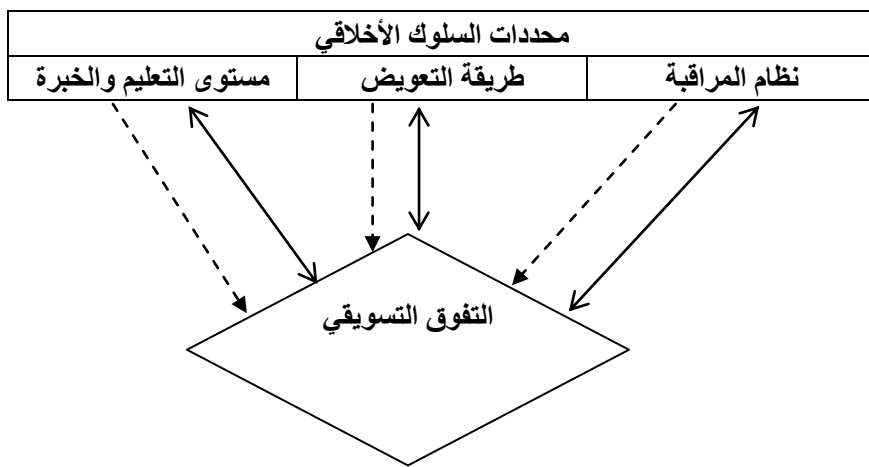 محددات السلوك الأخلاقي
نظام المراقبة
طريقة التعويض
مستوى التعليم والخبرة
التفوق التسويقي